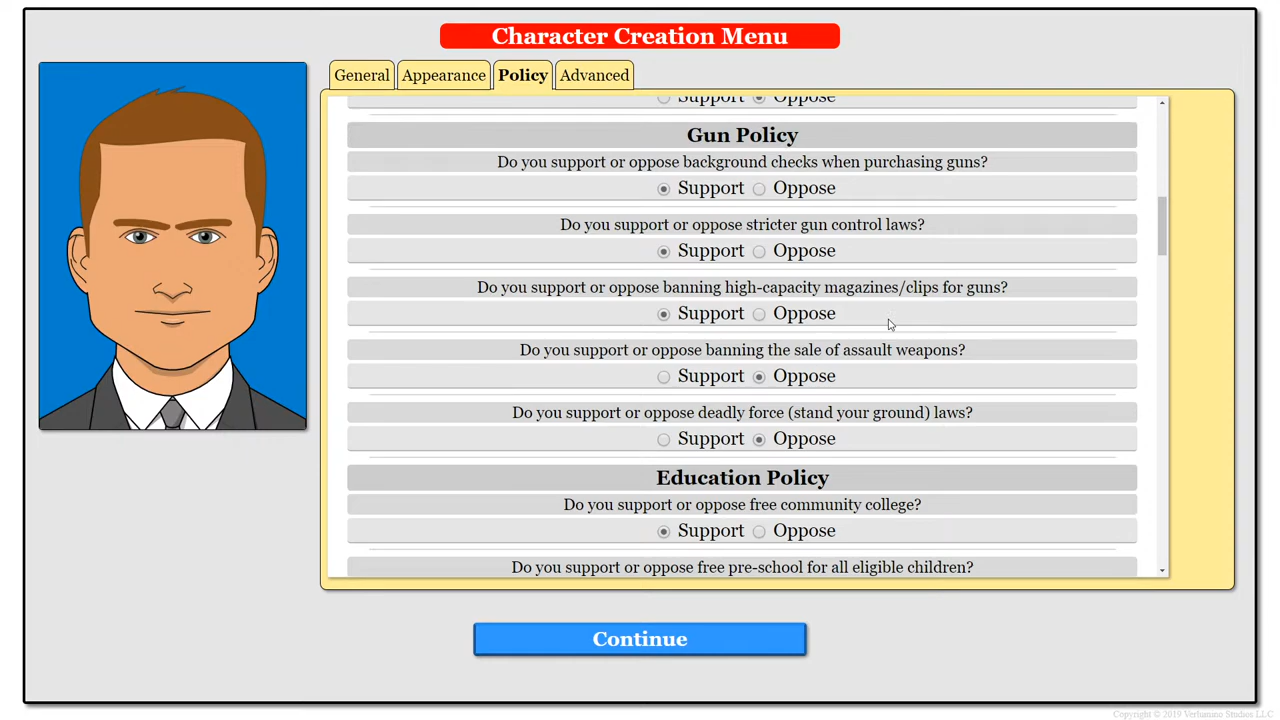 Character Creation Menu
General Appearance Policy Advanced
Support Oppose
Gun Policy
Do you support or oppose background checks when purchasing guns?
Support Oppose
Do you support or oppose stricter gun control laws?
Support Oppose
Do you support or oppose banning high-capacity magazines/clips for guns?
Support Oppose
Do you support or oppose banning the sale of assault weapons?
Support Oppose
Do you support or oppose deadly force (stand your ground) laws?
Support Oppose
Education Policy
Do you support or oppose free community college?
Support Oppose
Do you support or oppose free pre-school for all eligible children?
Continue
Copyright © 2019 Verhumno Studios LLC